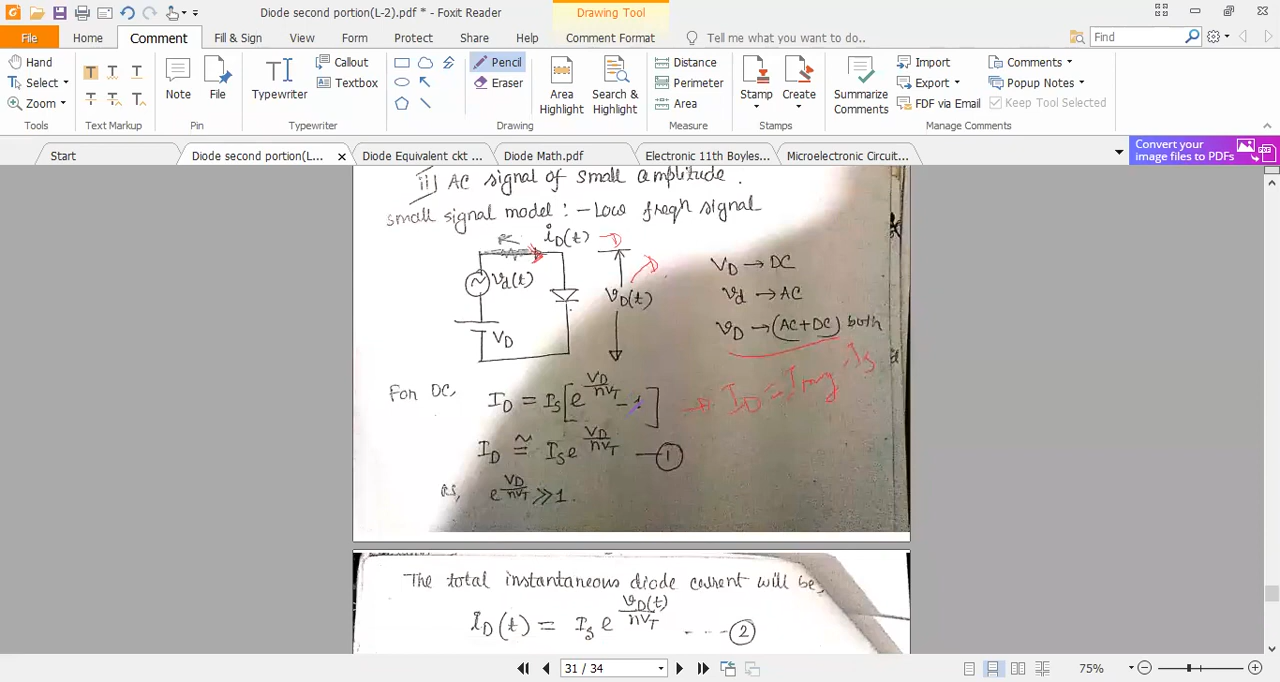 Diode second portion(L-2).pdf * - Foxit Reader
Drawing Tool
File Home Comment Fill & Sign View Form Protect Share Help Comment Format Tell me what you want to do.. Find
Hand
Select
Zoom
Tools
Text Markup
Note
File
Pin
Typewriter
Callout
Textbox
Typewriter
Pencil
Eraser
Area Highlight
Search & Highlight
Drawing
Distance
Perimeter
Area
Measure
Stamp
Create
Stamps
Summarize Comments
Import
Export
FDF via Email
Comments
Popup Notes
Keep Tool Selected
Manage Comments
Start
Diode second portion(L-...
Diode Equivalent ckt ...
Diode Math.pdf
Electronic 11th Boyles...
Microelectronic Circuit...
Convert your image files to PDFs
ii) AC signal of small amplitude.
small signal model: - Low freqn signal
R iD(t)
vd(t)
VD
vD(t)
VD → DC
vd → AC
vD → (AC+DC) both
For DC, ID = IS[e^(VD/nVT) - 1]
ID ≅ IS e^(VD/nVT) — ①
as, e^(VD/nVT) >> 1.
The total instantaneous diode current will be,
iD(t) = IS e^(vD(t)/nVT) ---- ②
31 / 34
75%